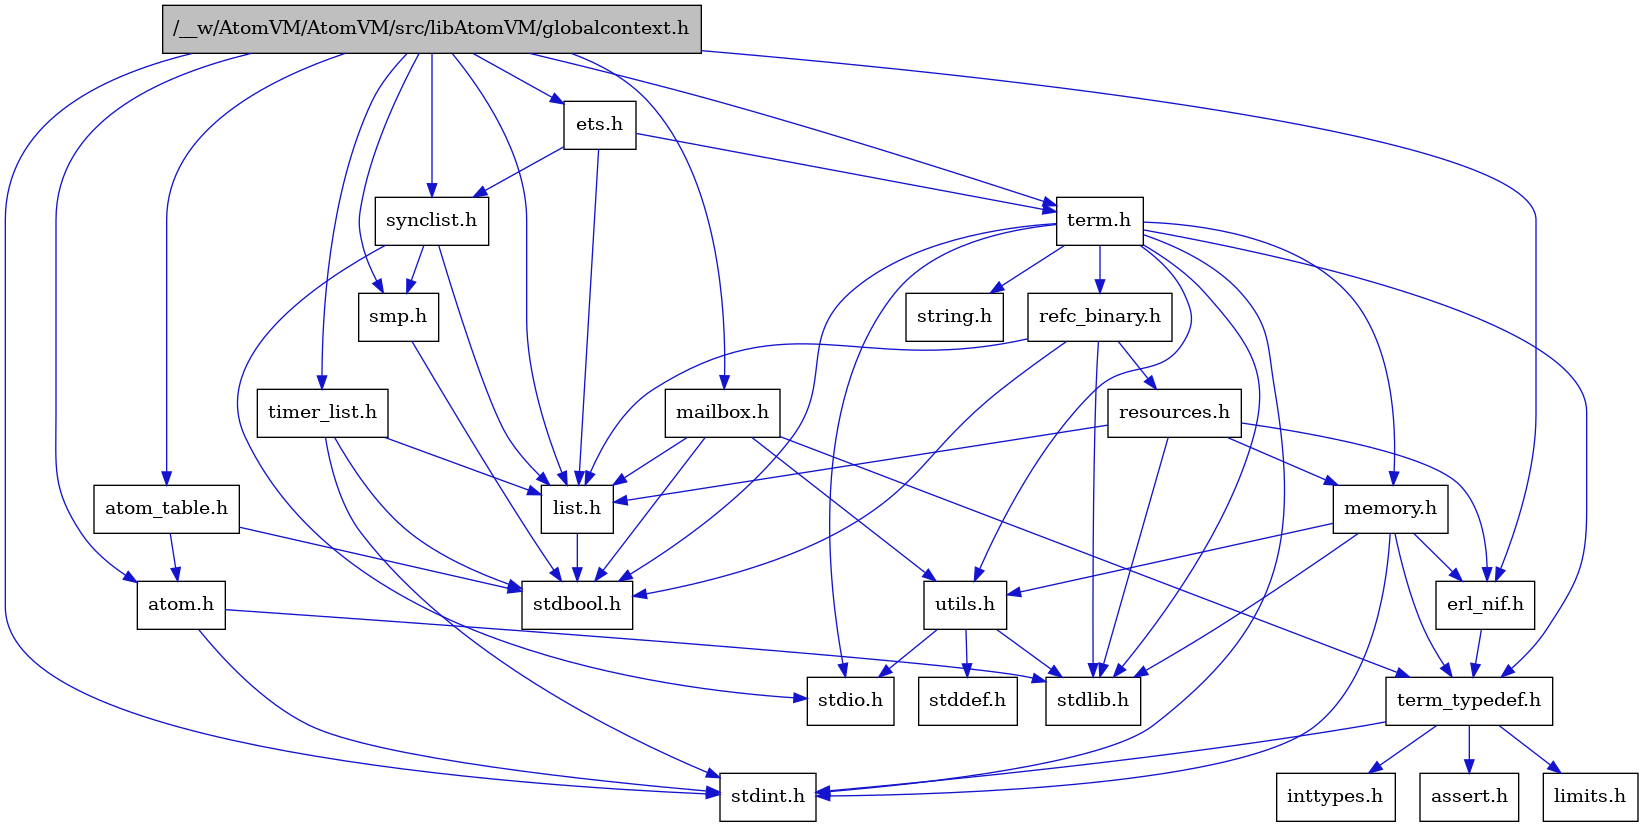 /__w/AtomVM/AtomVM/src/libAtomVM/globalcontext.h
ets.h
synclist.h
term.h
smp.h
string.h
refc_binary.h
timer_list.h
mailbox.h
resources.h
atom_table.h
list.h
memory.h
atom.h
stdbool.h
utils.h
erl_nif.h
stdio.h
stddef.h
stdlib.h
term_typedef.h
stdint.h
inttypes.h
assert.h
limits.h